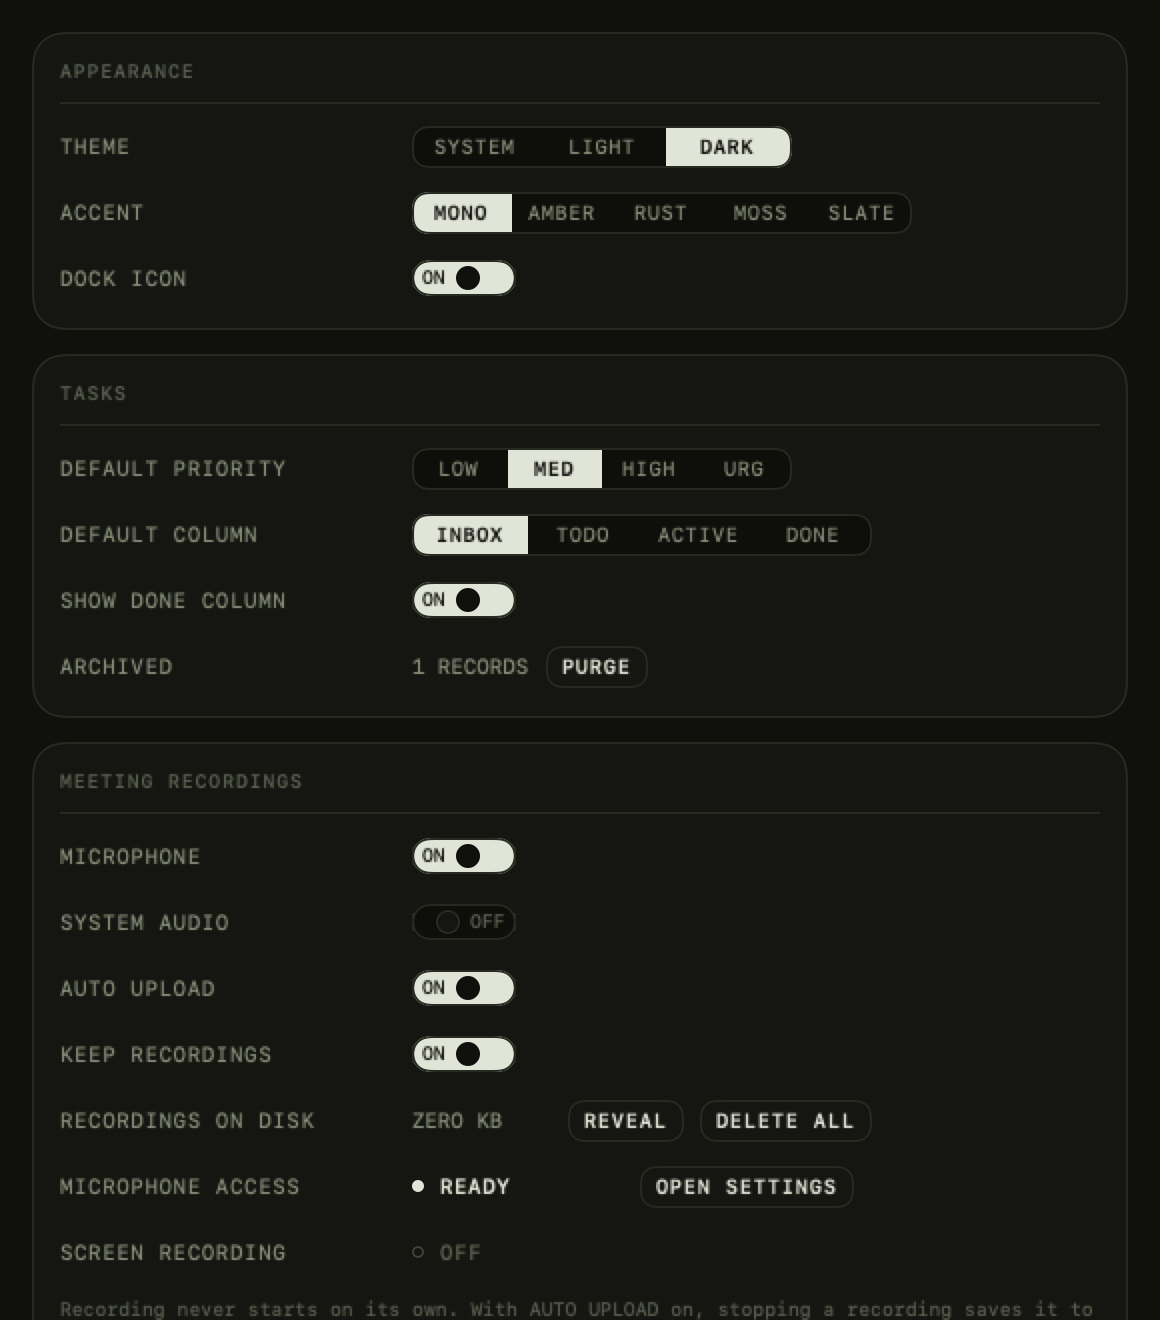 APPEARANCE
THEME SYSTEM LIGHT DARK
ACCENT MONO AMBER RUST MOSS SLATE
DOCK ICON ON
TASKS
DEFAULT PRIORITY LOW MED HIGH URG
DEFAULT COLUMN INBOX TODO ACTIVE DONE
SHOW DONE COLUMN ON
ARCHIVED 1 RECORDS PURGE
MEETING RECORDINGS
MICROPHONE ON
SYSTEM AUDIO OFF
AUTO UPLOAD ON
KEEP RECORDINGS ON
RECORDINGS ON DISK ZERO KB REVEAL DELETE ALL
MICROPHONE ACCESS READY OPEN SETTINGS
SCREEN RECORDING OFF
Recording never starts on its own. With AUTO UPLOAD on, stopping a recording saves it to